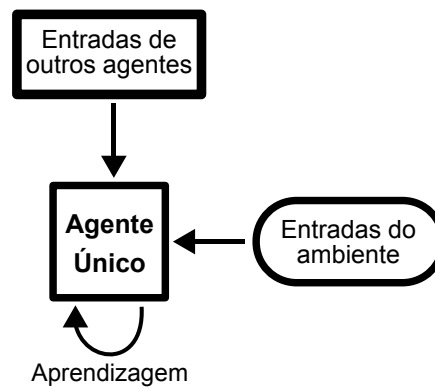 Entradas de
outros agentes
Agente
Único
Entradas do
ambiente
Aprendizagem